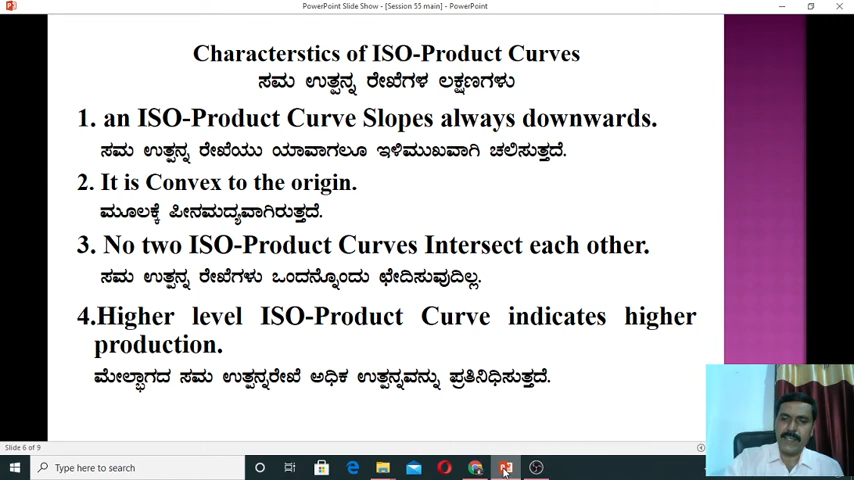 PowerPoint Slide Show - [Session 55 main] - PowerPoint
Characterstics of ISO-Product Curves
ಸಮ ಉತ್ಪನ್ನ ರೇಖೆಗಳ ಲಕ್ಷಣಗಳು
1. an ISO-Product Curve Slopes always downwards.
ಸಮ ಉತ್ಪನ್ನ ರೇಖೆಯು ಯಾವಾಗಲೂ ಇಳಿಮುಖವಾಗಿ ಚಲಿಸುತ್ತದೆ.
2. It is Convex to the origin.
ಮೂಲಕ್ಕೆ ಪೀನಮದ್ಯವಾಗಿರುತ್ತದೆ.
3. No two ISO-Product Curves Intersect each other.
ಸಮ ಉತ್ಪನ್ನ ರೇಖೆಗಳು ಒಂದನ್ನೊಂದು ಛೇದಿಸುವುದಿಲ್ಲ.
4.Higher level ISO-Product Curve indicates higher
production.
ಮೇಲ್ಭಾಗದ ಸಮ ಉತ್ಪನ್ನರೇಖೆ ಅಧಿಕ ಉತ್ಪನ್ನವನ್ನು ಪ್ರತಿನಿಧಿಸುತ್ತದೆ.
Slide 6 of 9
Type here to search